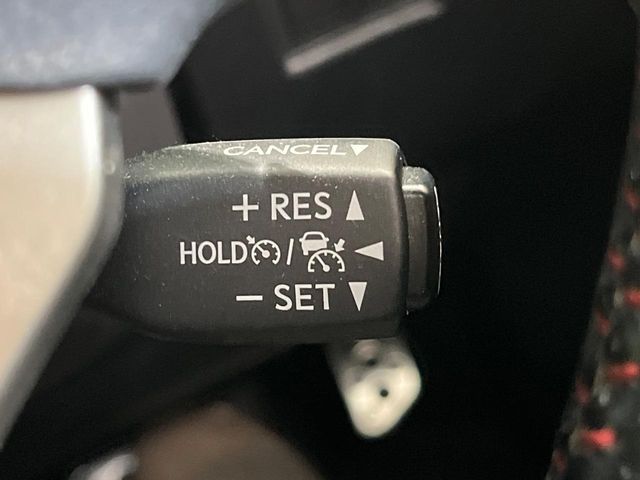 CANCEL▼
+ RES ▲
HOLD / ◀
− SET ▼